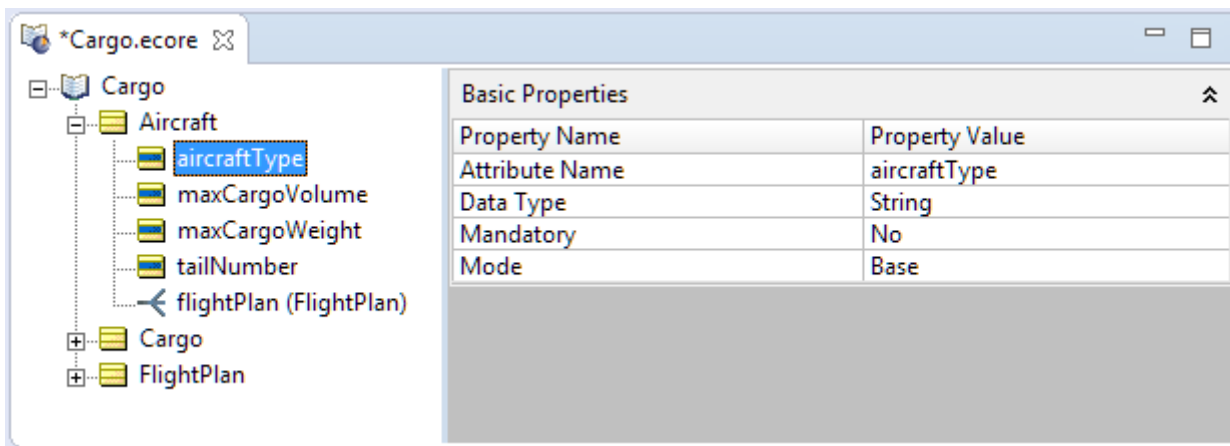 *Cargo.ecore
Cargo
Aircraft
aircraftType
maxCargoVolume
maxCargoWeight
tailNumber
flightPlan (FlightPlan)
Cargo
FlightPlan
Basic Properties
Property Name Property Value
Attribute Name aircraftType
Data Type String
Mandatory No
Mode Base